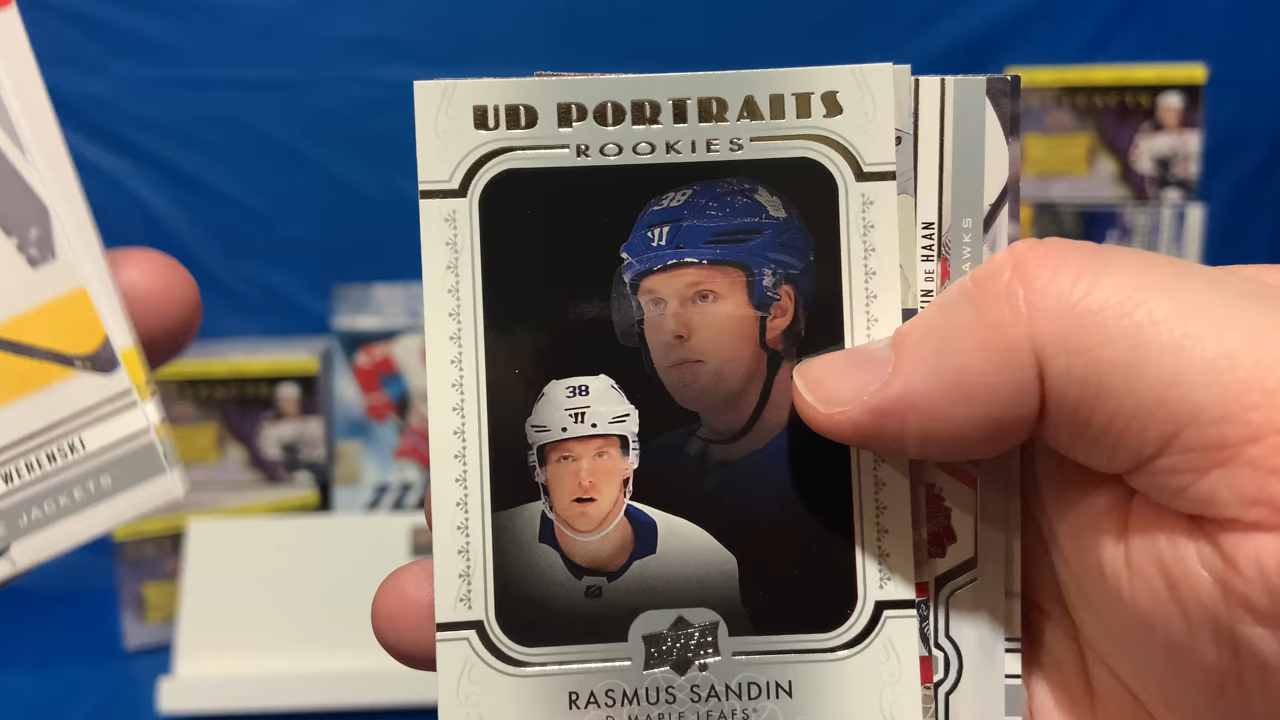 UD PORTRAITS
ROOKIES
38
38
RASMUS SANDIN
D MAPLE LEAFS
DE HAAN
AWKS
WERENSKI
JACKETS